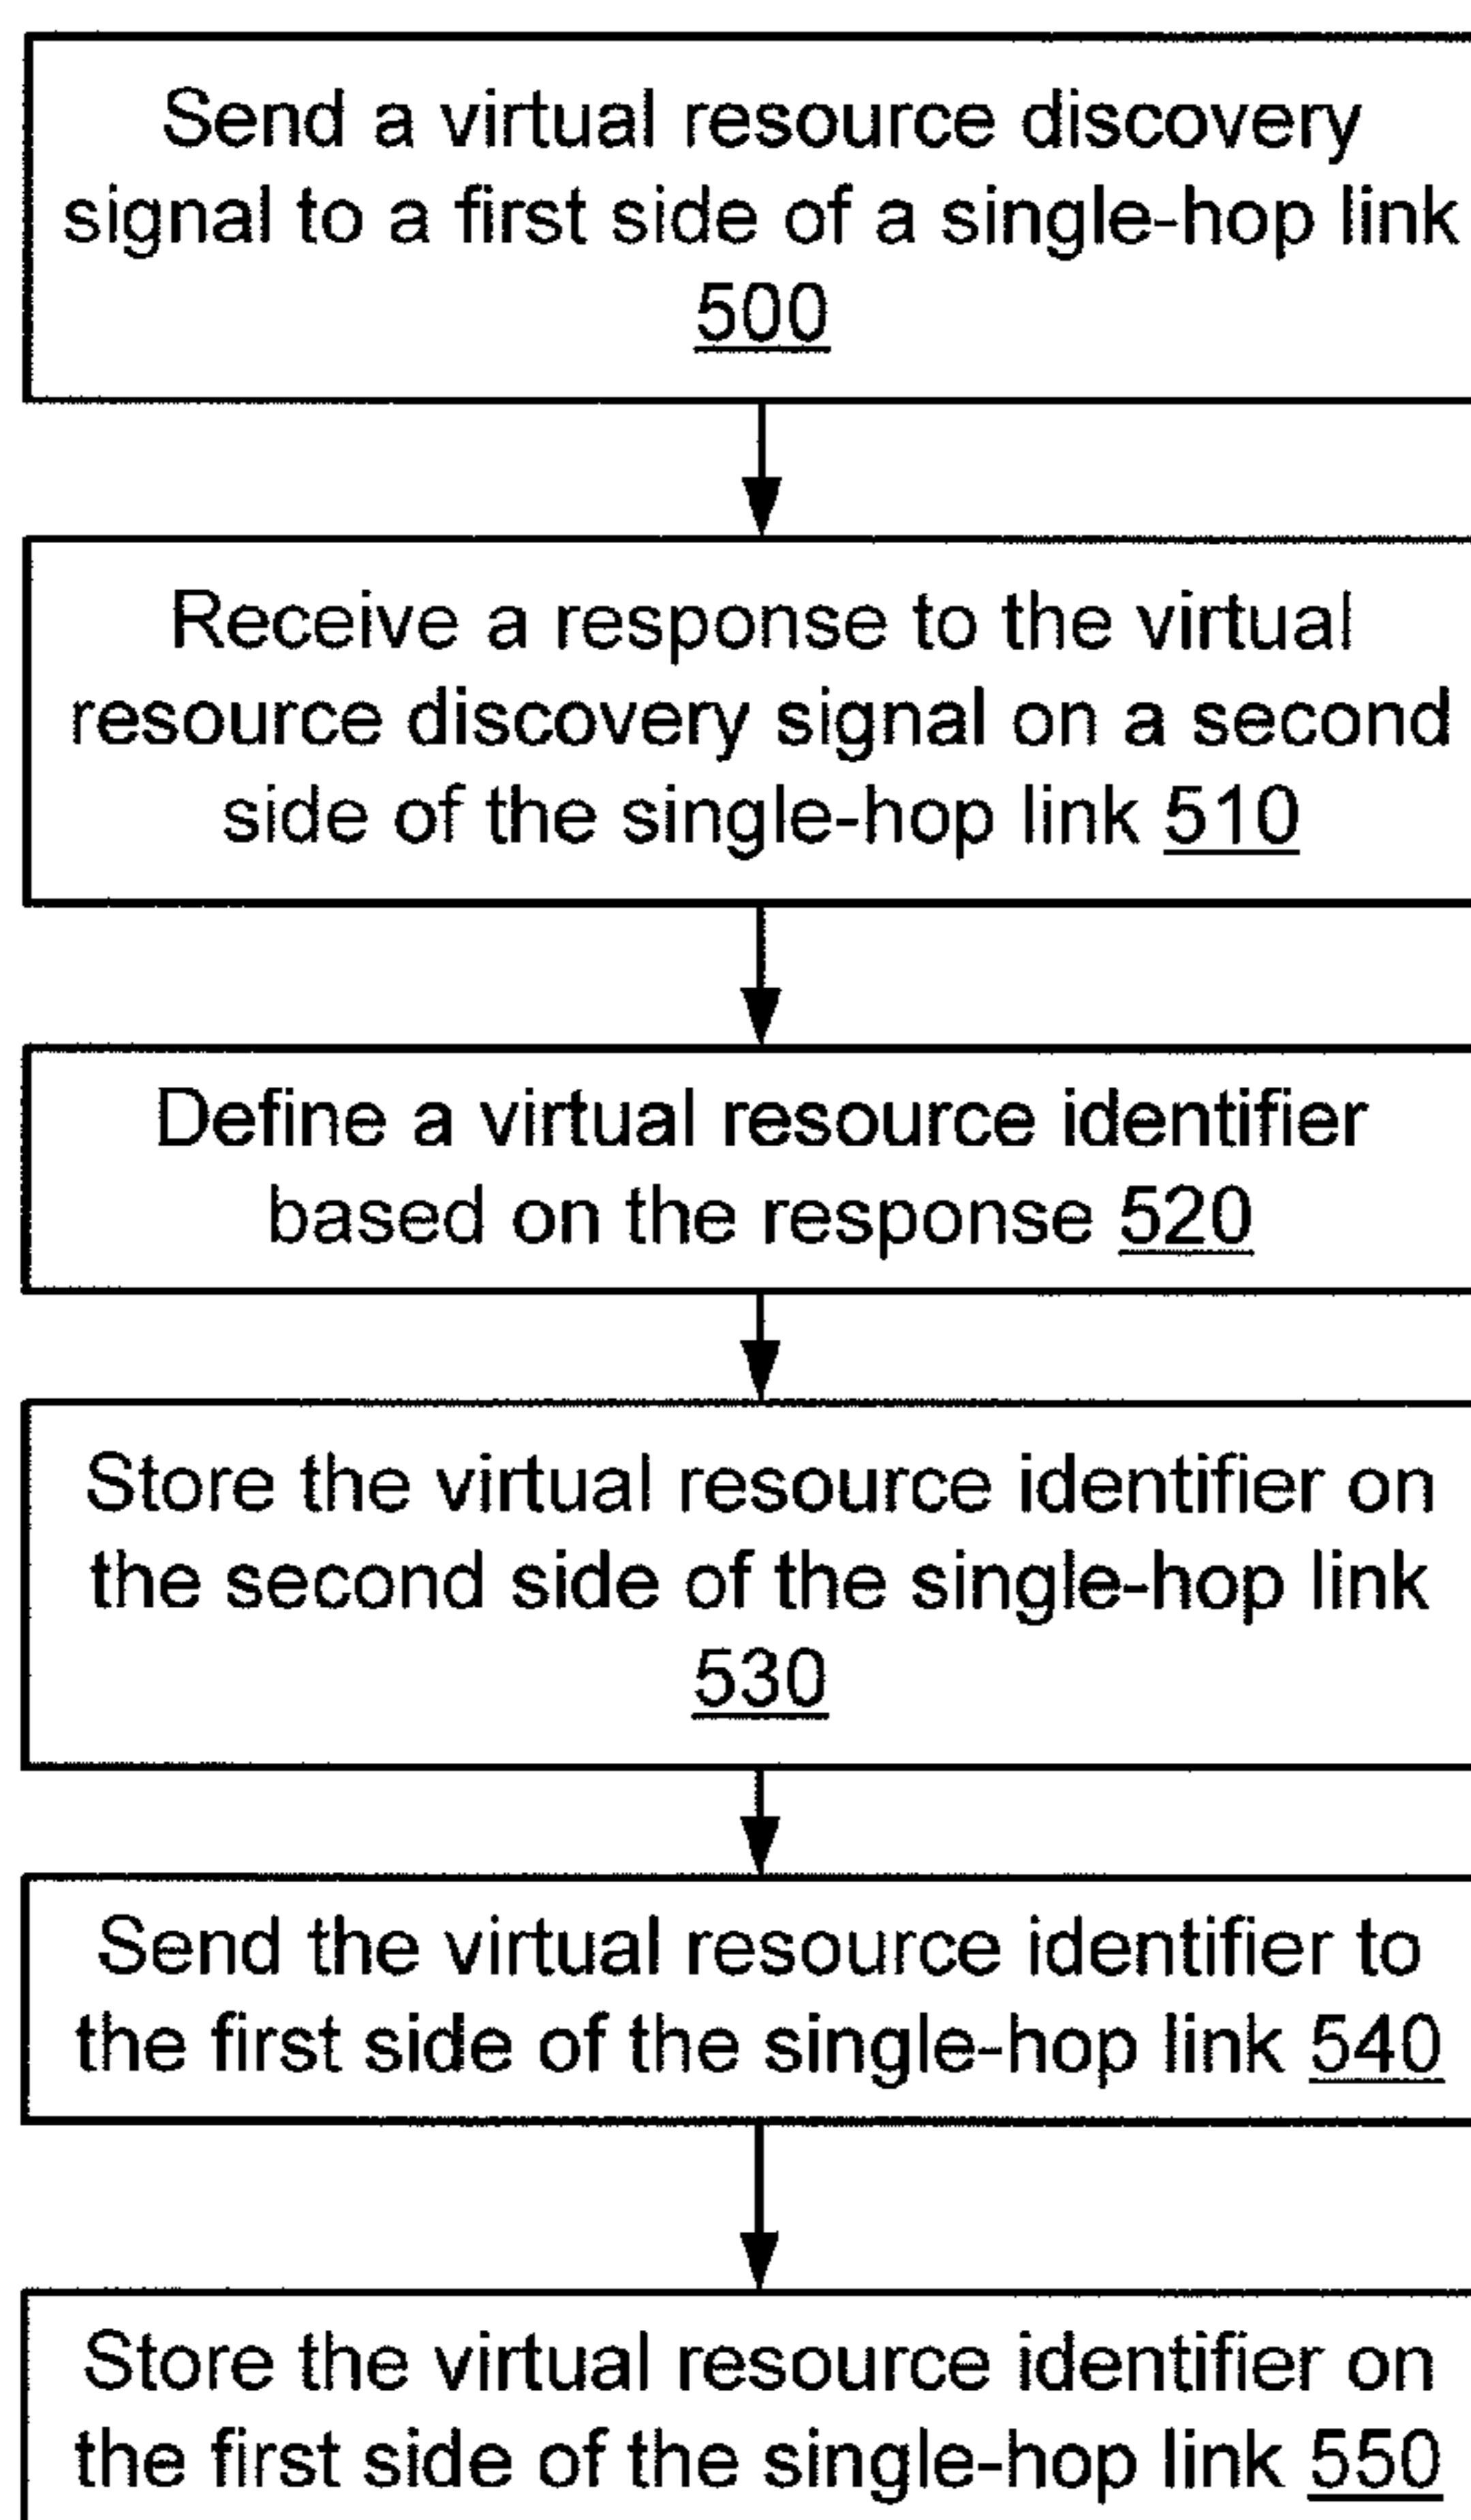 Send a virtual resource discovery
signal to a first side of a single-hop link
500
Receive a response to the virtual
resource discovery signal on a second
side of the single-hop link 510
Define a virtual resource identifier
based on the response 520
Store the virtual resource identifier on
the second side of the single-hop link
530
Send the virtual resource identifier to
the first side of the single-hop link 540
Store the virtual resource identifier on
the first side of the single-hop link 550